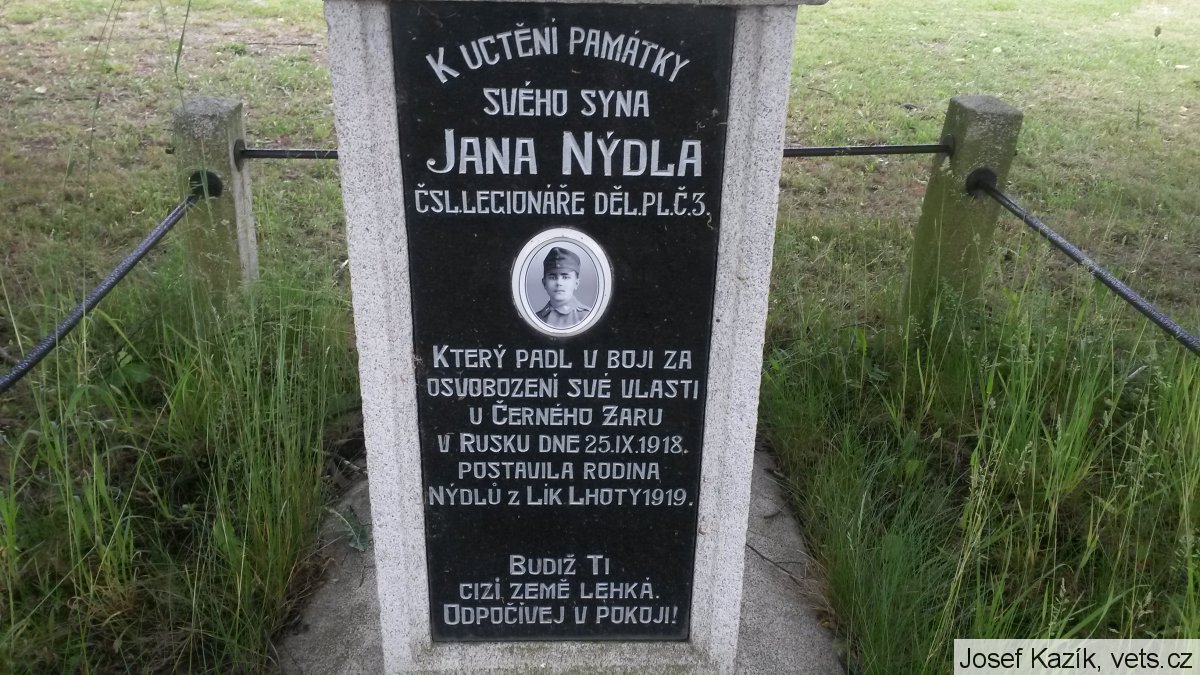 K UCTĚNÍ PAMÁTKY
SVÉHO SYNA
JANA NÝDLA
ČSL.LEGIONÁŘE DĚL.PL.Č.3,
KTERÝ PADL V BOJI ZA
OSVOBOZENÍ SVÉ VLASTI
U ČERNÉHO ZARU
V RUSKU DNE 25.IX.1918.
POSTAVILA RODINA
NÝDLŮ Z LÍK LHOTY 1919.
BUDIŽ TI
CIZÍ ZEMĚ LEHKÁ.
ODPOČÍVEJ V POKOJI!
Josef Kazík, vets.cz